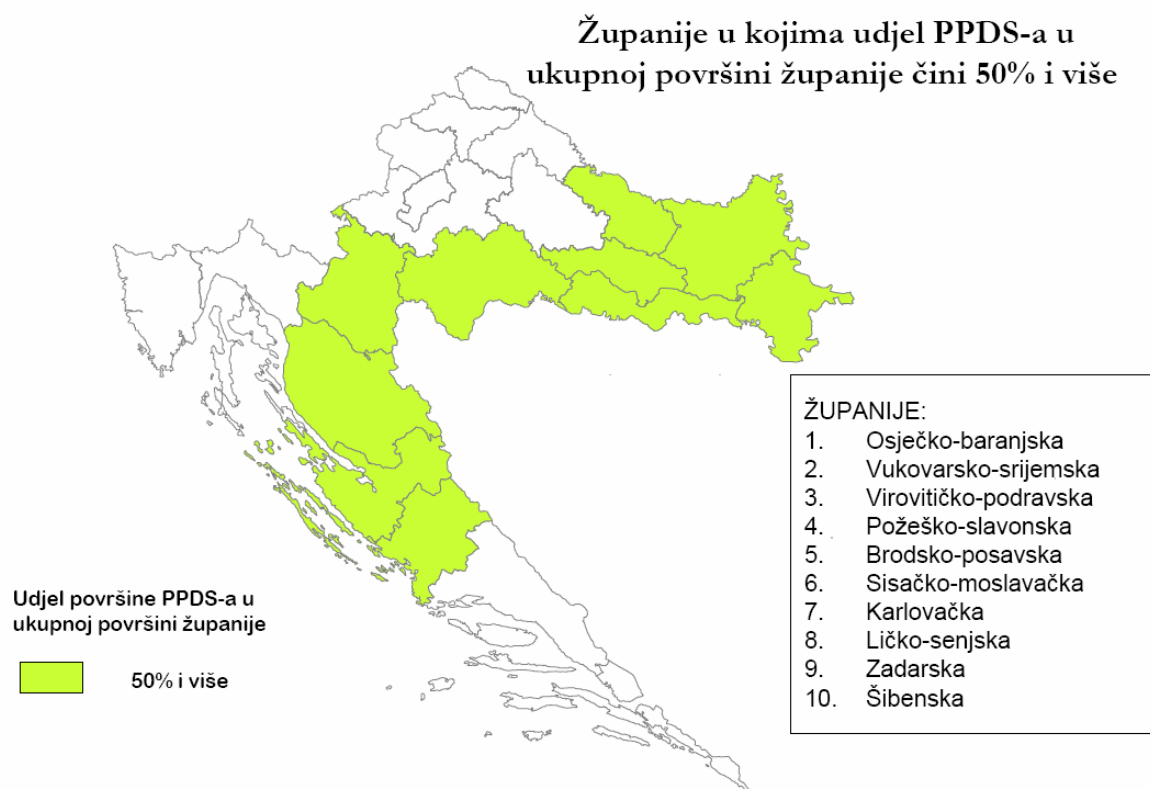 Županije u kojima udjel PPDS-a u
ukupnoj površini županije čini 50% i više
ŽUPANIJE:
1. Osječko-baranjska
2. Vukovarsko-srijemska
3. Virovitičko-podravska
4. Požeško-slavonska
5. Brodsko-posavska
6. Sisačko-moslavačka
7. Karlovačka
8. Ličko-senjska
9. Zadarska
10. Šibenska
Udjel površine PPDS-a u
ukupnoj površini županije
50% i više